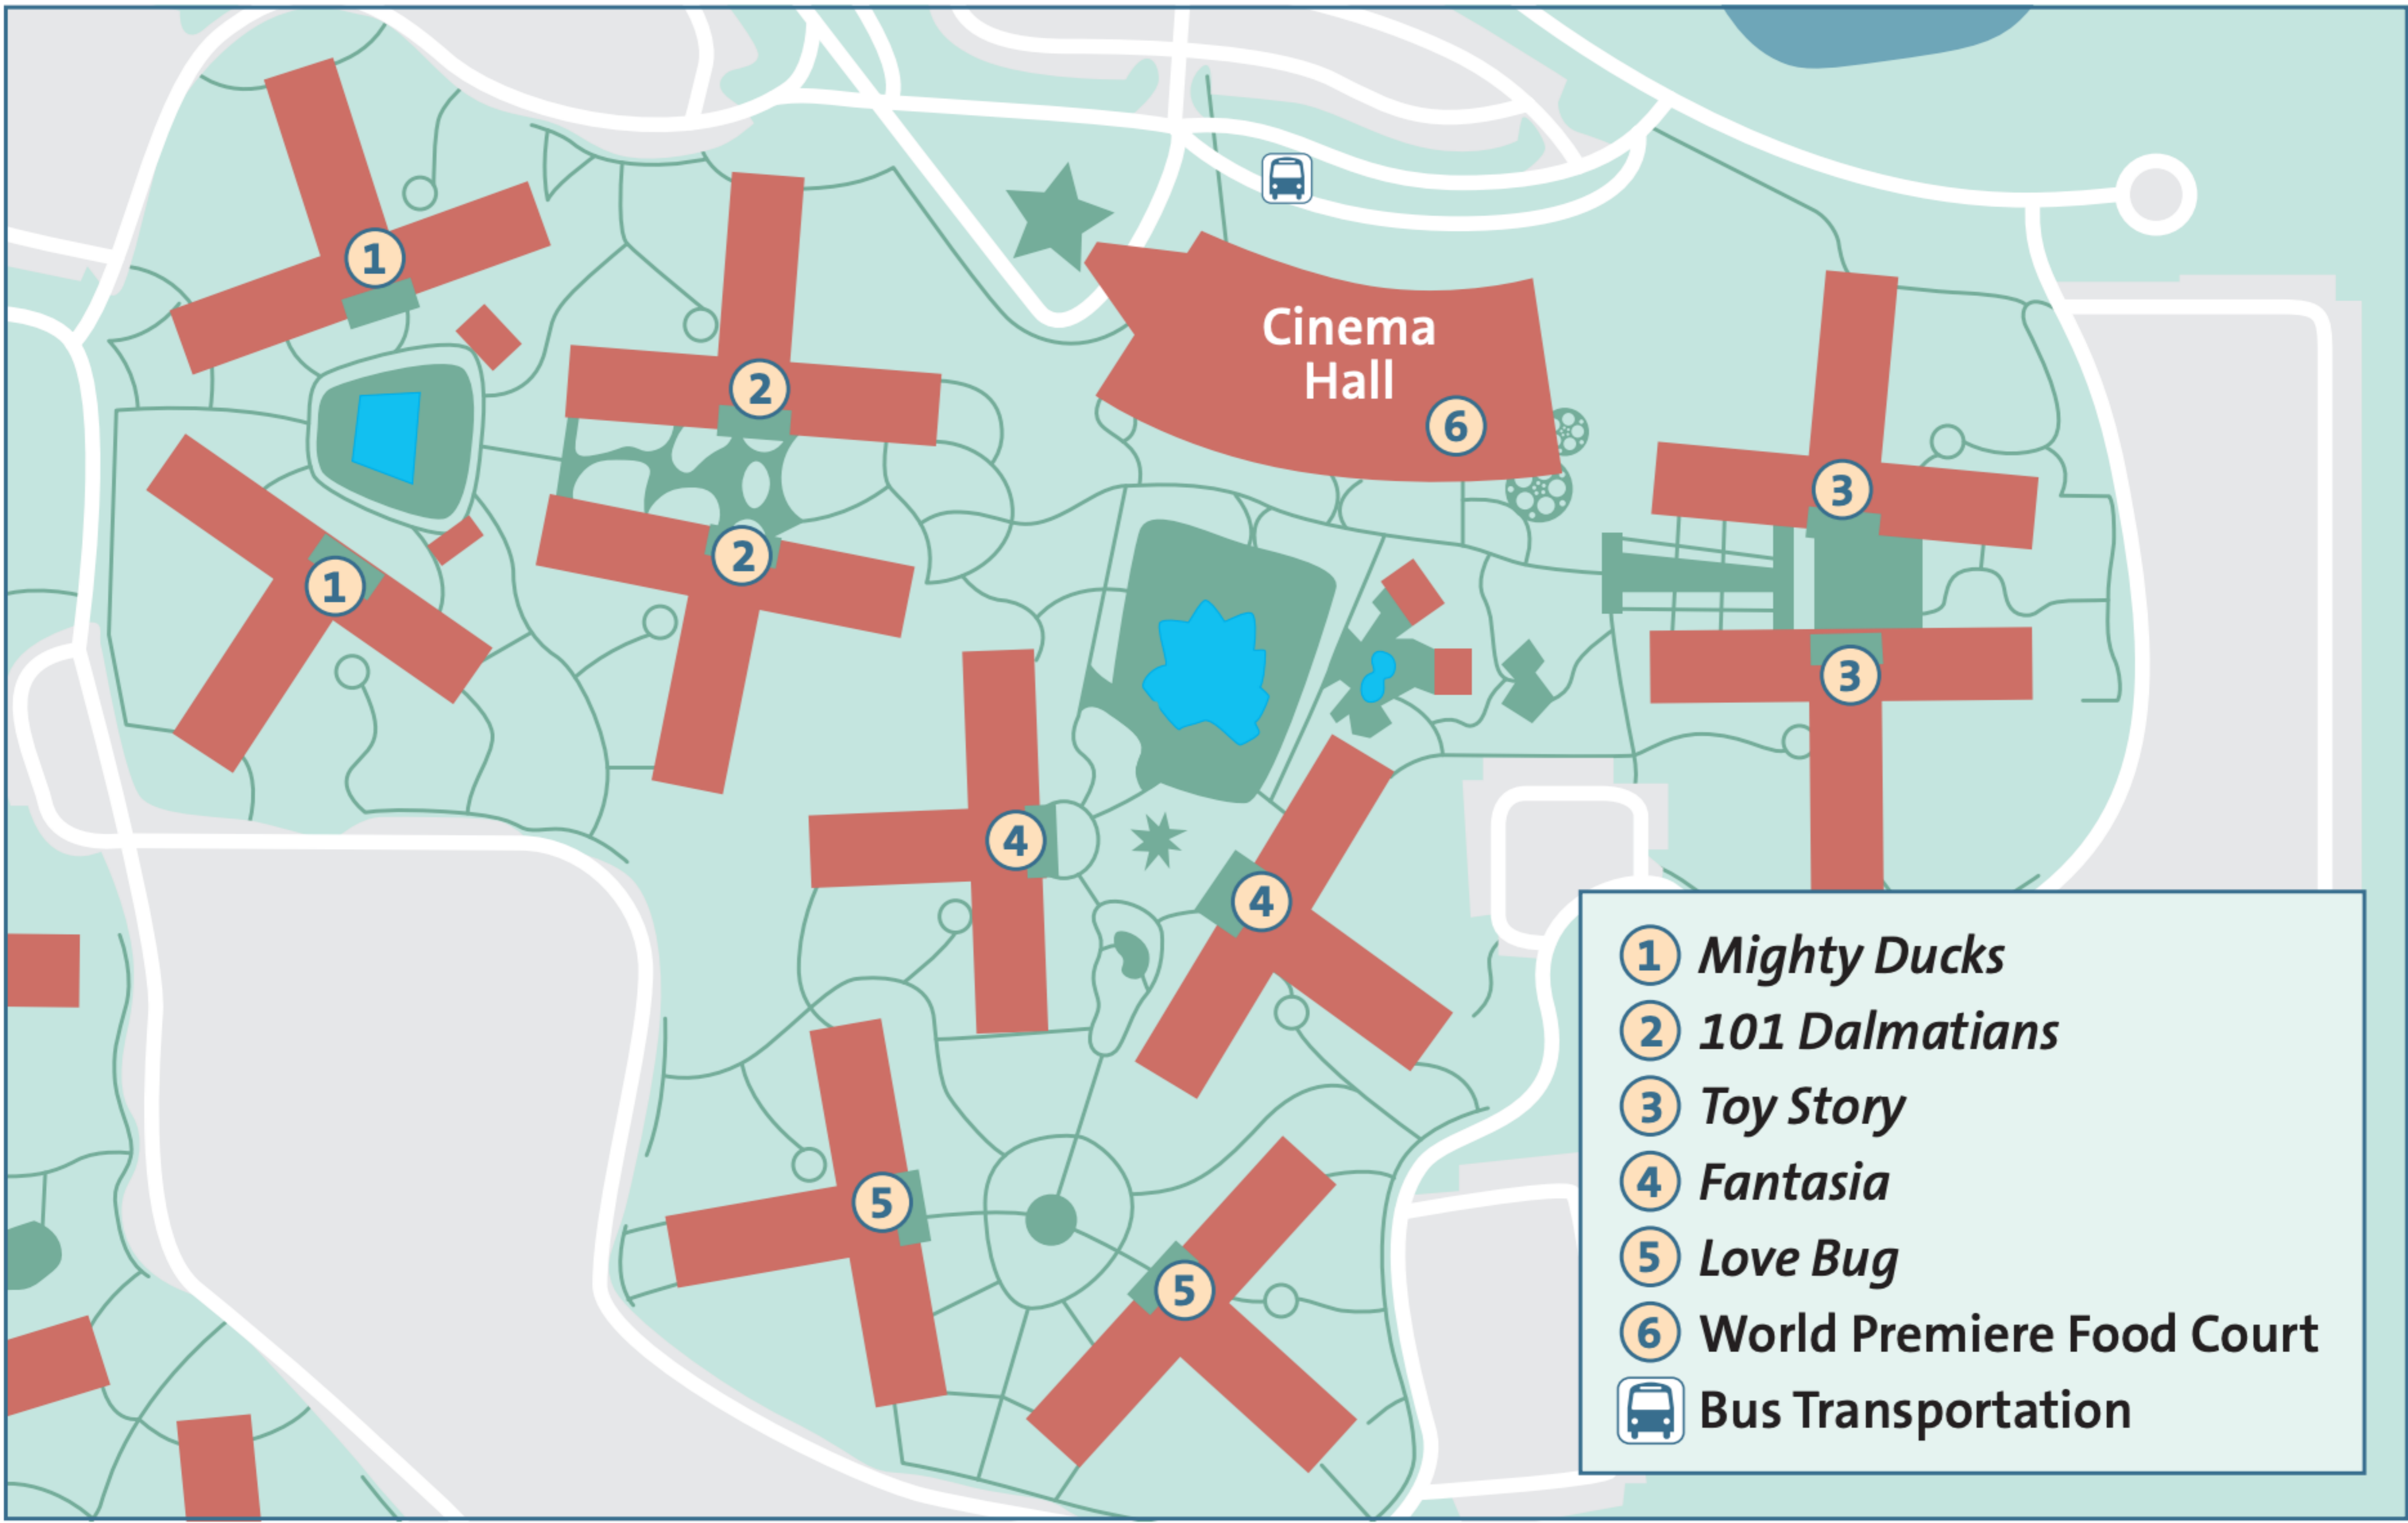 1
2
Cinema
Hall
6
3
2
1
3
4
4
5
5
1 Mighty Ducks
2 101 Dalmatians
3 Toy Story
4 Fantasia
5 Love Bug
6 World Premiere Food Court
Bus Transportation